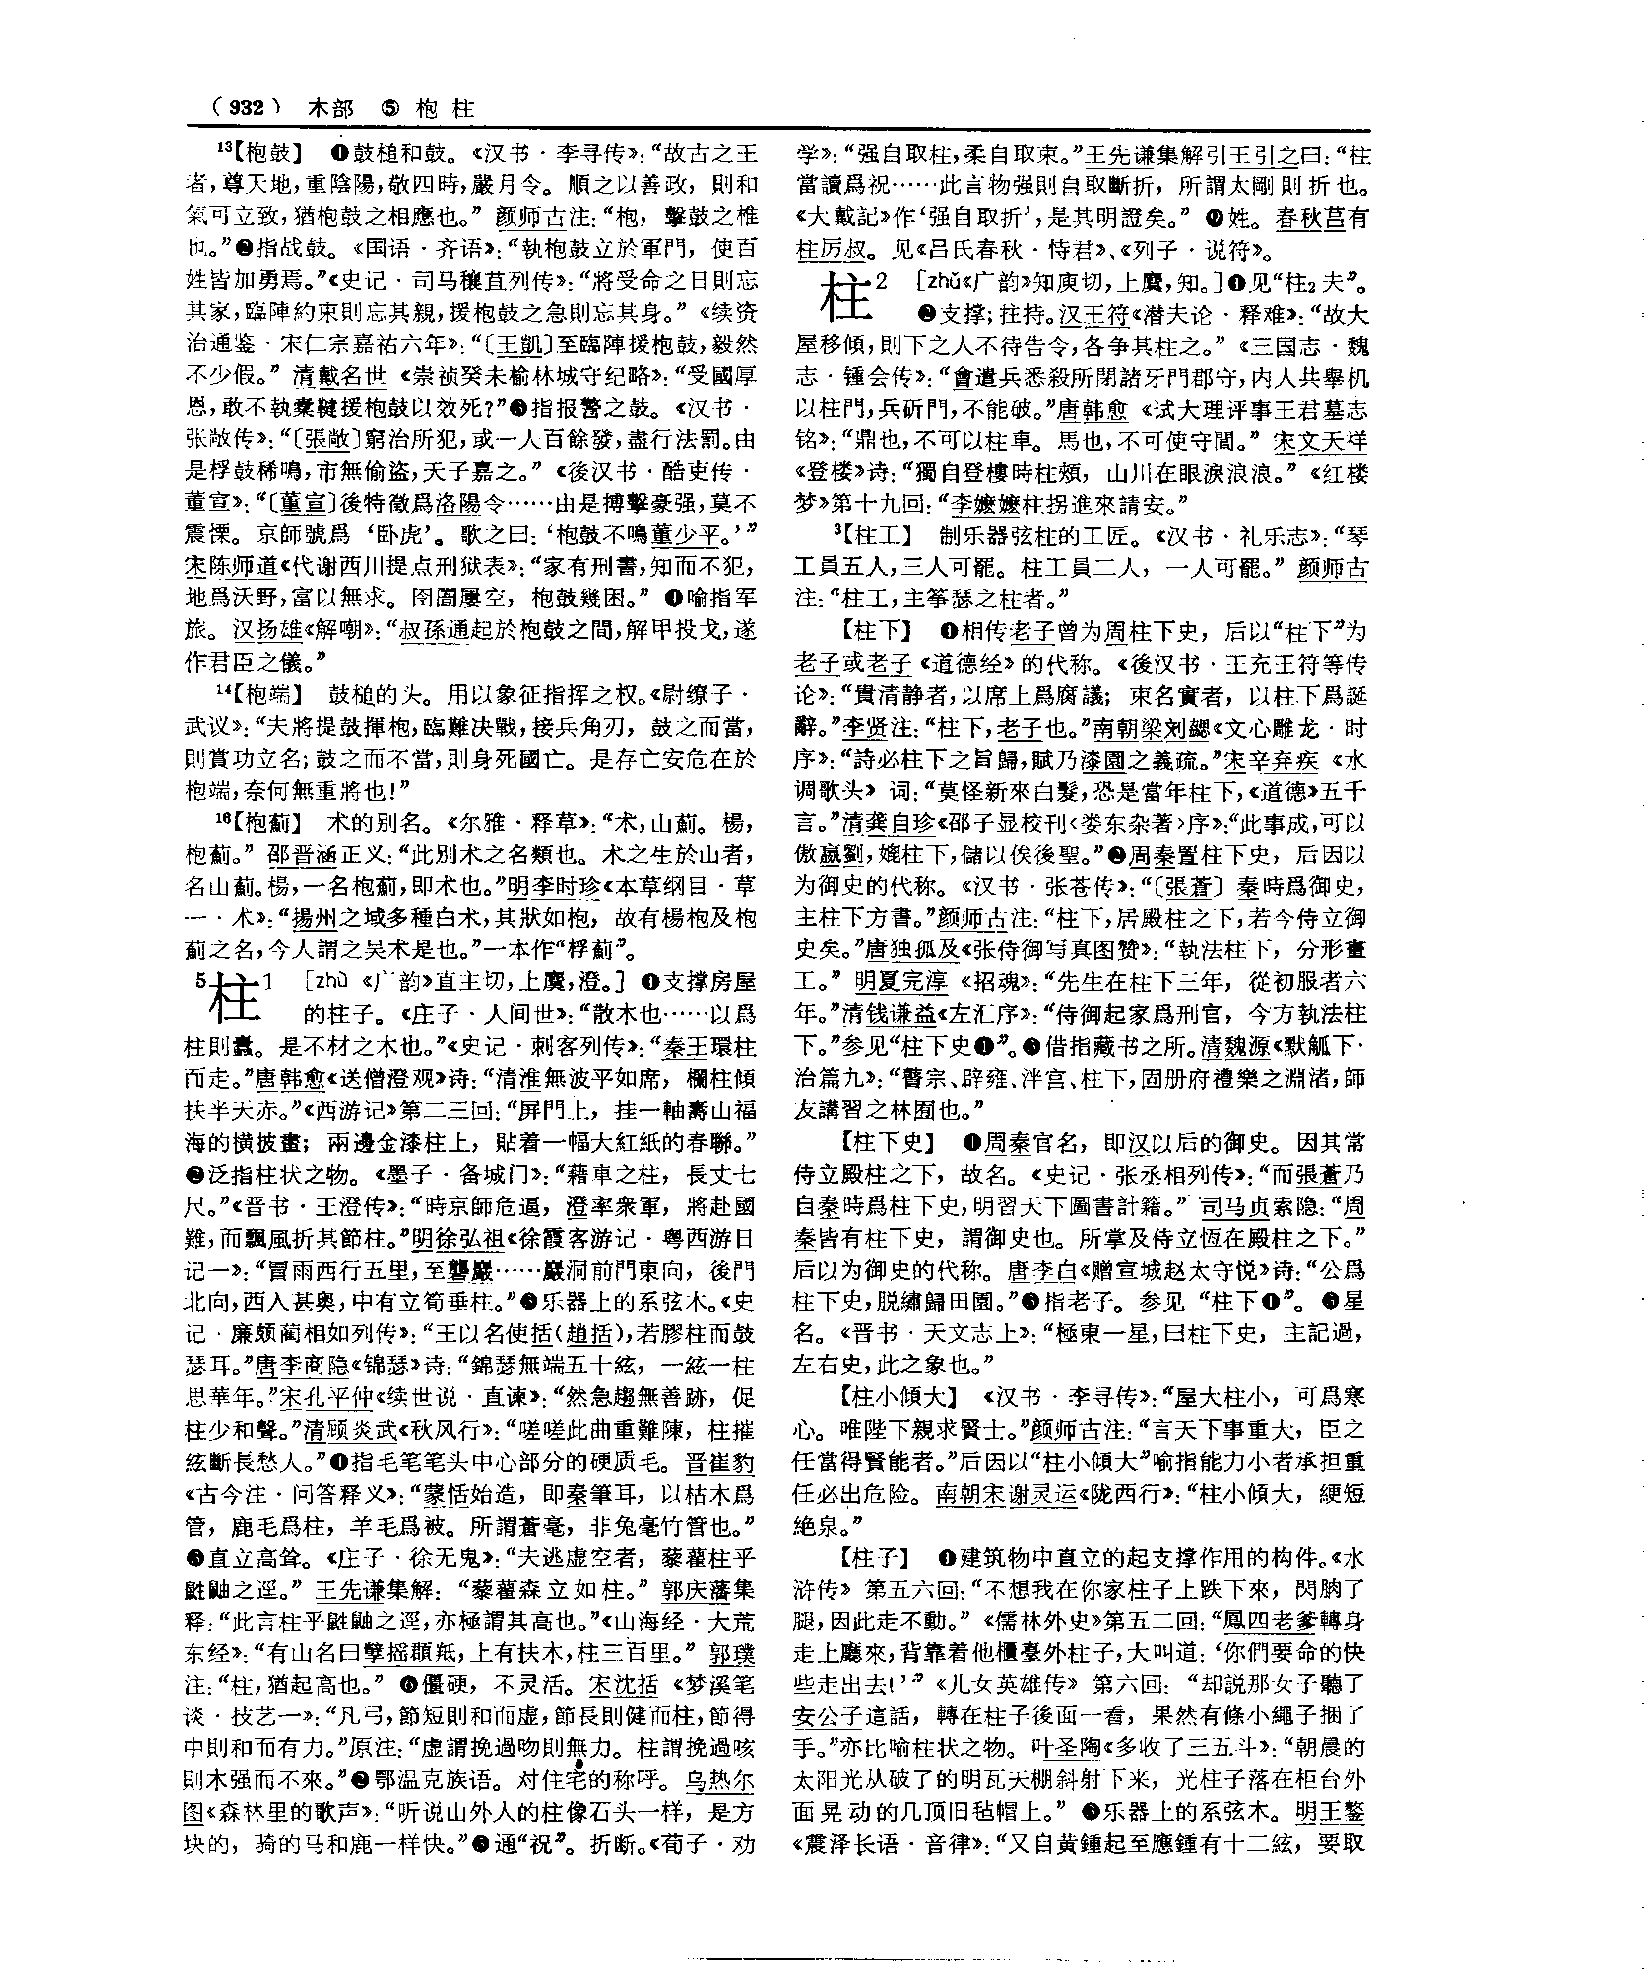 （932） 木部 ⑤ 枹 柱
13【枹鼓】 ❶鼓槌和鼓。《汉书·李寻传》：“故古之王
者，尊天地，重陰陽，敬四時，嚴月令。順之以善政，則和
氣可立致，猶枹鼓之相應也。”颜师古注：“枹，擊鼓之椎
也。”❷指战鼓。《国语·齐语》：“執枹鼓立於軍門，使百
姓皆加勇焉。”《史记·司马穰苴列传》：“將受命之日則忘
其家，臨陣約束則忘其親，援枹鼓之急則忘其身。”《续资
治通鉴·宋仁宗嘉祐六年》：“〔王凱〕至臨陣援枹鼓，毅然
不少假。”清戴名世《崇祯癸未榆林城守纪略》：“受國厚
恩，敢不執橐鞬援枹鼓以效死？”❸指报警之鼓。《汉书·
张敞传》：“〔張敞〕窮治所犯，或一人百餘發，盡行法罰。由
是桴鼓稀鳴，市無偷盜，天子嘉之。”《後汉书·酷吏传·
董宣》：“〔董宣〕後特徵爲洛陽令……由是搏擊豪强，莫不
震慄。京師號爲‘卧虎’。歌之曰：‘枹鼓不鳴董少平。’”
宋陈师道《代谢西川提点刑狱表》：“家有刑書，知而不犯，
地爲沃野，富以無求。囹圄屢空，枹鼓幾困。”❹喻指军
旅。汉扬雄《解嘲》：“叔孫通起於枹鼓之間，解甲投戈，遂
作君臣之儀。”
14【枹端】 鼓槌的头。用以象征指挥之权。《尉缭子·
武议》：“夫將提鼓揮枹，臨難决戰，接兵角刃，鼓之而當，
則賞功立名；鼓之而不當，則身死國亡。是存亡安危在於
枹端，奈何無重將也！”
16【枹薊】 术的别名。《尔雅·释草》：“术，山薊。楊，
枹薊。”邵晋涵正义：“此别术之名類也。术之生於山者，
名山薊。楊，一名枹薊，即术也。”明李时珍《本草纲目·草
一·术》：“揚州之域多種白术，其狀如枹，故有楊枹及枹
薊之名，今人謂之吴术是也。”一本作“桴薊”。
5柱1 ［zhù《广韵》直主切，上麌，澄。］❶支撑房屋
的柱子。《庄子·人间世》：“散木也……以爲
柱則蠹。是不材之木也。”《史记·刺客列传》：“秦王環柱
而走。”唐韩愈《送僧澄观》诗：“清淮無波平如席，欄柱傾
扶半天赤。”《西游记》第二三回：“屏門上，挂一軸壽山福
海的横披畫；兩邊金漆柱上，貼着一幅大紅紙的春聯。”
❷泛指柱状之物。《墨子·备城门》：“藉車之柱，長丈七
尺。”《晋书·王澄传》：“時京師危逼，澄率衆軍，將赴國
難，而飄風折其節柱。”明徐弘祖《徐霞客游记·粤西游日
记一》：“冒雨西行五里，至礱巖……巖洞前門東向，後門
北向，西入甚奥，中有立筍垂柱。”❸乐器上的系弦木。《史
记·廉颇蔺相如列传》：“王以名使括（趙括），若膠柱而鼓
瑟耳。”唐李商隐《锦瑟》诗：“錦瑟無端五十絃，一絃一柱
思華年。”宋孔平仲《续世说·直谏》：“然急趨無善跡，促
柱少和聲。”清顾炎武《秋风行》：“嗟嗟此曲重難陳，柱摧
絃斷長愁人。”❹指毛笔笔头中心部分的硬质毛。晋崔豹
《古今注·问答释义》：“蒙恬始造，即秦筆耳，以枯木爲
管，鹿毛爲柱，羊毛爲被。所謂蒼毫，非兔毫竹管也。”
❺直立高耸。《庄子·徐无鬼》：“夫逃虚空者，藜藋柱乎
鼪鼬之逕。”王先谦集解：“藜藋森立如柱。”郭庆藩集
释：“此言柱乎鼪鼬之逕，亦極謂其高也。”《山海经·大荒
东经》：“有山名曰孽摇頵羝，上有扶木，柱三百里。”郭璞
注：“柱，猶起高也。”❻僵硬，不灵活。宋沈括《梦溪笔
谈·技艺一》：“凡弓，節短則和而虚，節長則健而柱，節得
中則和而有力。”原注：“虚謂挽過吻則無力。柱謂挽過咳
則木强而不來。”❼鄂温克族语。对住宅的称呼。乌热尔
图《森林里的歌声》：“听说山外人的柱像石头一样，是方
块的，骑的马和鹿一样快。”❽通“祝”。折断。《荀子·劝
学》：“强自取柱，柔自取束。”王先谦集解引王引之曰：“柱
當讀爲祝……此言物强則自取斷折，所謂太剛則折也。
《大戴記》作‘强自取折’，是其明證矣。”❾姓。春秋莒有
柱厉叔。见《吕氏春秋·恃君》、《列子·说符》。
柱2 ［zhǔ《广韵》知庾切，上麌，知。］❶见“柱2夫”。
❷支撑；拄持。汉王符《潜夫论·释难》：“故大
屋移傾，則下之人不待告令，各争其柱之。”《三国志·魏
志·锺会传》：“會遣兵悉殺所閉諸牙門郡守，内人共舉机
以柱門，兵斫門，不能破。”唐韩愈《试大理评事王君墓志
铭》：“鼎也，不可以柱車。馬也，不可使守閭。”宋文天祥
《登楼》诗：“獨自登樓時柱頰，山川在眼淚浪浪。”《红楼
梦》第十九回：“李嬷嬷柱拐進來請安。”
3【柱工】 制乐器弦柱的工匠。《汉书·礼乐志》：“琴
工員五人，三人可罷。柱工員二人，一人可罷。”颜师古
注：“柱工，主筝瑟之柱者。”
【柱下】 ❶相传老子曾为周柱下史，后以“柱下”为
老子或老子《道德经》的代称。《後汉书·王充王符等传
论》：“貴清静者，以席上爲腐議；束名實者，以柱下爲誕
辭。”李贤注：“柱下，老子也。”南朝梁刘勰《文心雕龙·时
序》：“詩必柱下之旨歸，賦乃漆園之義疏。”宋辛弃疾《水
调歌头》词：“莫怪新來白髮，恐是當年柱下，《道德》五千
言。”清龚自珍《邵子显校刊〈娄东杂著〉序》：“此事成，可以
傲嬴劉，媲柱下，儲以俟後聖。”❷周秦置柱下史，后因以
为御史的代称。《汉书·张苍传》：“〔張蒼〕秦時爲御史，
主柱下方書。”颜师古注：“柱下，居殿柱之下，若今侍立御
史矣。”唐独孤及《张侍御写真图赞》：“執法柱下，分形畫
工。”明夏完淳《招魂》：“先生在柱下三年，從初服者六
年。”清钱谦益《左汇序》：“侍御起家爲刑官，今方執法柱
下。”参见“柱下史❶”。❸借指藏书之所。清魏源《默觚下·
治篇九》：“瞽宗、辟雍、泮宫、柱下，固册府禮樂之淵渚，師
友講習之林囿也。”
【柱下史】 ❶周秦官名，即汉以后的御史。因其常
侍立殿柱之下，故名。《史记·张丞相列传》：“而張蒼乃
自秦時爲柱下史，明習天下圖書計籍。”司马贞索隐：“周
秦皆有柱下史，謂御史也。所掌及侍立恆在殿柱之下。”
后以为御史的代称。唐李白《赠宣城赵太守悦》诗：“公爲
柱下史，脱繡歸田園。”❷指老子。参见“柱下❶”。❸星
名。《晋书·天文志上》：“極東一星，曰柱下史，主記過，
左右史，此之象也。”
【柱小傾大】 《汉书·李寻传》：“屋大柱小，可爲寒
心。唯陛下親求賢士。”颜师古注：“言天下事重大，臣之
任當得賢能者。”后因以“柱小傾大”喻指能力小者承担重
任必出危险。南朝宋谢灵运《陇西行》：“柱小傾大，綆短
絶泉。”
【柱子】 ❶建筑物中直立的起支撑作用的构件。《水
浒传》第五六回：“不想我在你家柱子上跌下來，閃肭了
腿，因此走不動。”《儒林外史》第五二回：“鳳四老爹轉身
走上廳來，背靠着他櫃臺外柱子，大叫道：‘你們要命的快
些走出去！’”《儿女英雄传》第六回：“却説那女子聽了
安公子這話，轉在柱子後面一看，果然有條小繩子捆了
手。”亦比喻柱状之物。叶圣陶《多收了三五斗》：“朝晨的
太阳光从破了的明瓦天棚斜射下来，光柱子落在柜台外
面晃动的几顶旧毡帽上。”❷乐器上的系弦木。明王鏊
《震泽长语·音律》：“又自黄鍾起至應鍾有十二絃，要取